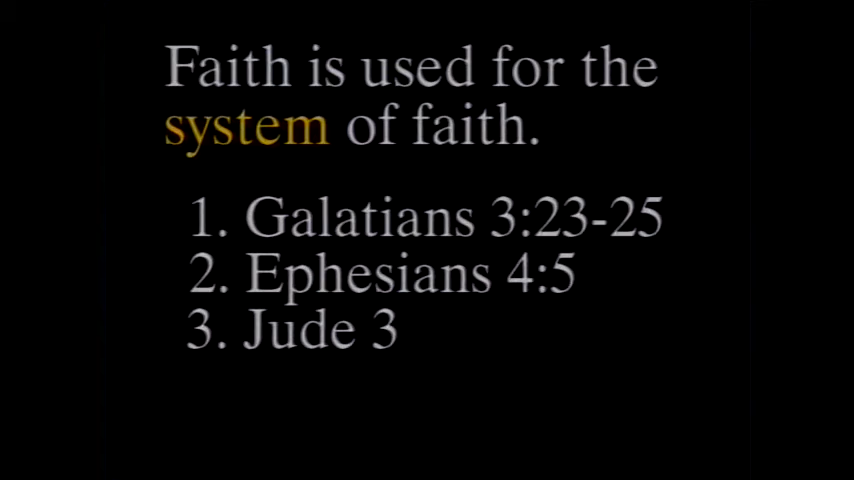 Faith is used for the
system of faith.
1. Galatians 3:23-25
2. Ephesians 4:5
3. Jude 3